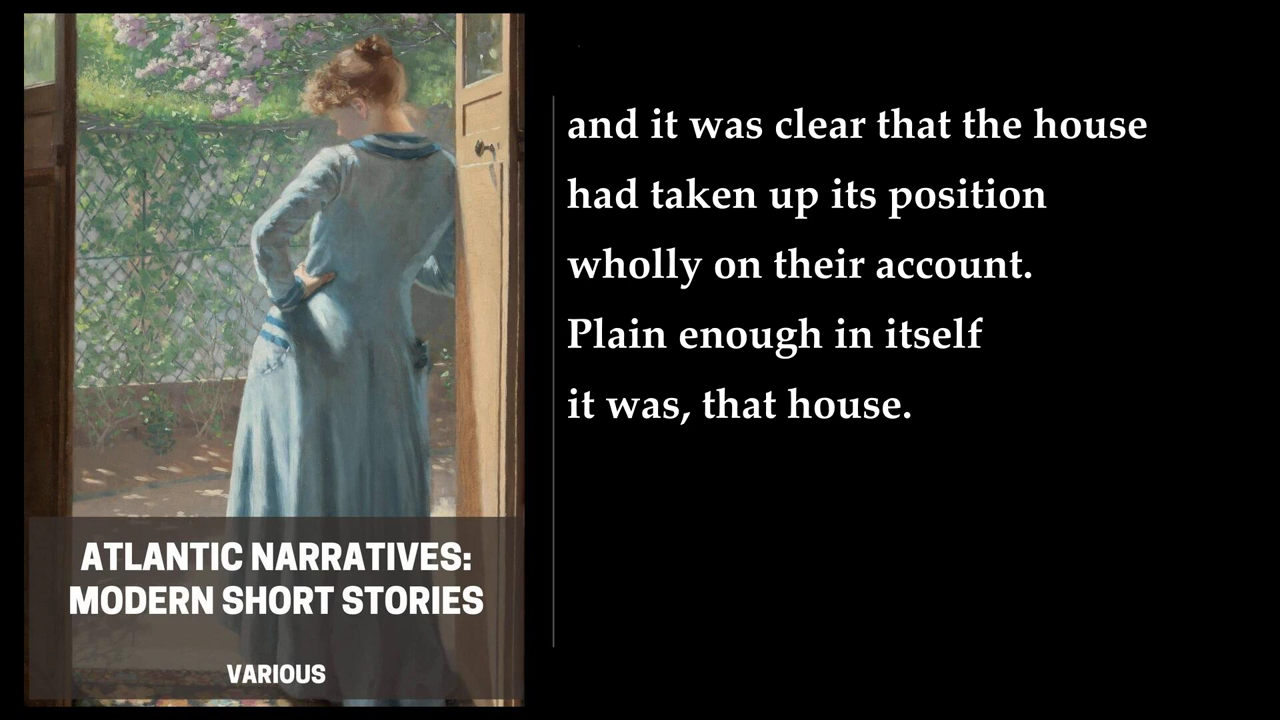 and it was clear that the house
had taken up its position
wholly on their account.
Plain enough in itself
it was, that house.
ATLANTIC NARRATIVES:
MODERN SHORT STORIES
VARIOUS